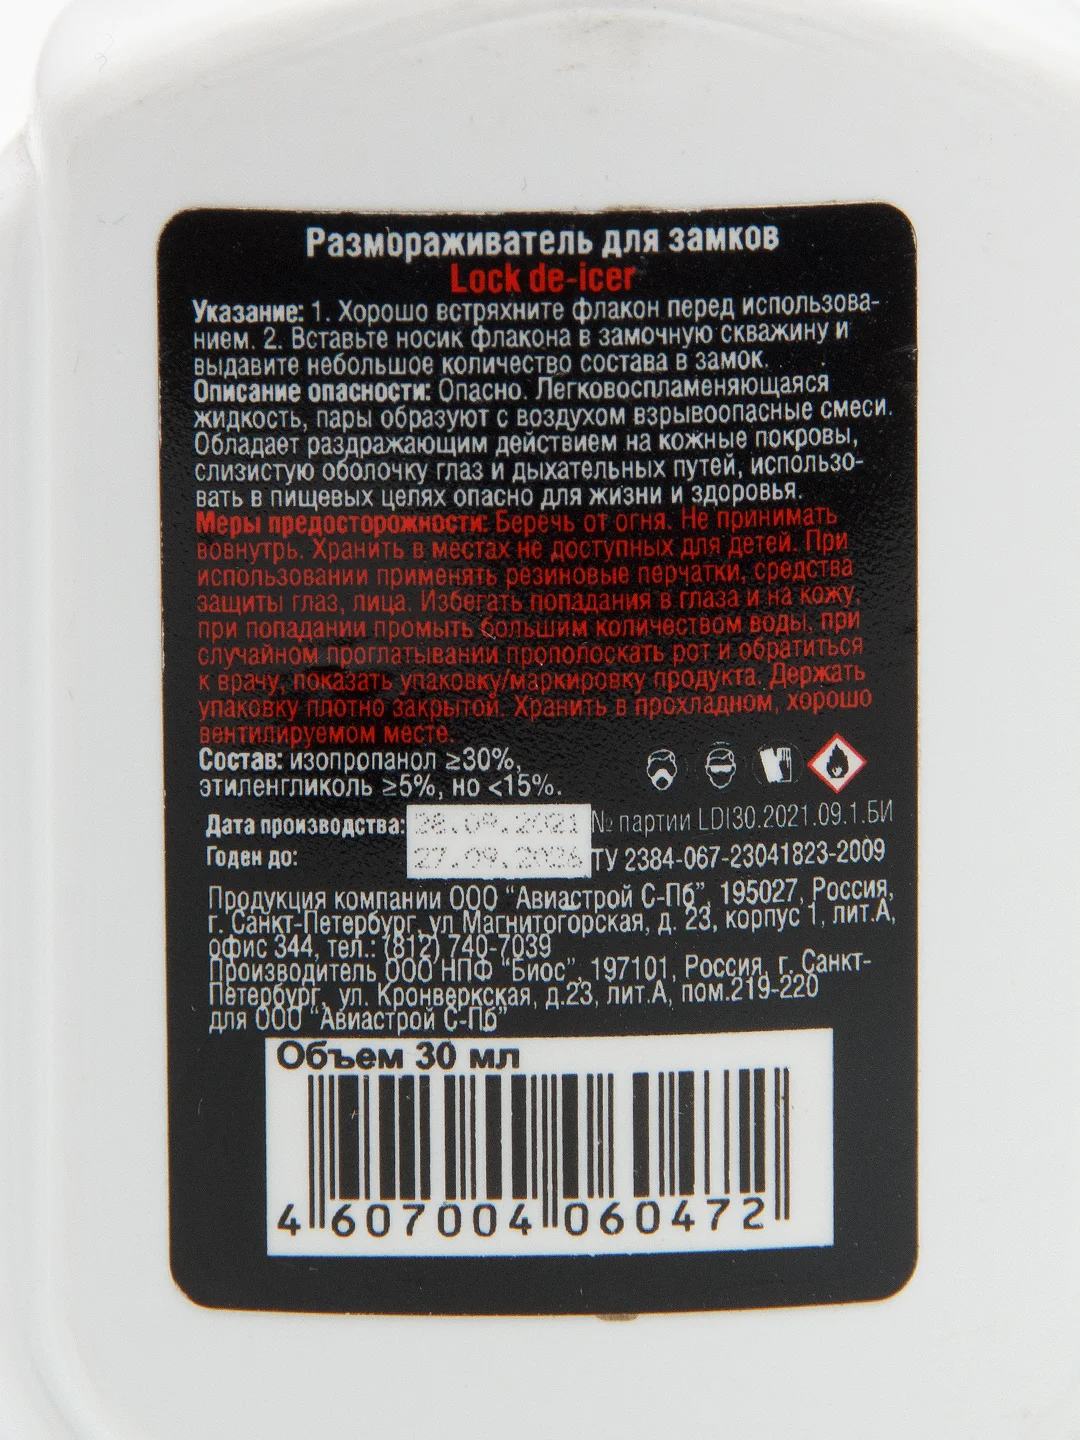 Размораживатель для замков
Lock de-icer
Указание: 1. Хорошо встряхните флакон перед использова-
нием. 2. Вставьте носик флакона в замочную скважину и
выдавите небольшое количество состава в замок.
Описание опасности: Опасно. Легковоспламеняющаяся
жидкость, пары образуют с воздухом взрывоопасные смеси.
Обладает раздражающим действием на кожные покровы,
слизистую оболочку глаз и дыхательных путей, использо-
вать в пищевых целях опасно для жизни и здоровья.
Меры предосторожности: Беречь от огня. Не принимать
вовнутрь. Хранить в местах не доступных для детей. При
использовании применять резиновые перчатки, средства
защиты глаз, лица. Избегать попадания в глаза и на кожу,
при попадании промыть большим количеством воды, при
случайном проглатывании прополоскать рот и обратиться
к врачу, показать упаковку/маркировку продукта. Держать
упаковку плотно закрытой. Хранить в прохладном, хорошо
вентилируемом месте.
Состав: изопропанол ≥30%,
этиленгликоль ≥5%, но <15%.
Дата производства: 28.09.2021 № партии LDI30.2021.09.1.БИ
Годен до: 27.09.2026 ТУ 2384-067-23041823-2009
Продукция компании ООО "Авиастрой С-Пб", 195027, Россия,
г. Санкт-Петербург, ул Магнитогорская, д. 23, корпус 1, лит.А,
офис 344, тел.: (812) 740-7039
Производитель ООО НПФ "Биос", 197101, Россия, г. Санкт-
Петербург, ул. Кронверкская, д.23, лит.А, пом.219-220
для ООО "Авиастрой С-Пб"
Объем 30 мл
4 607004 060472